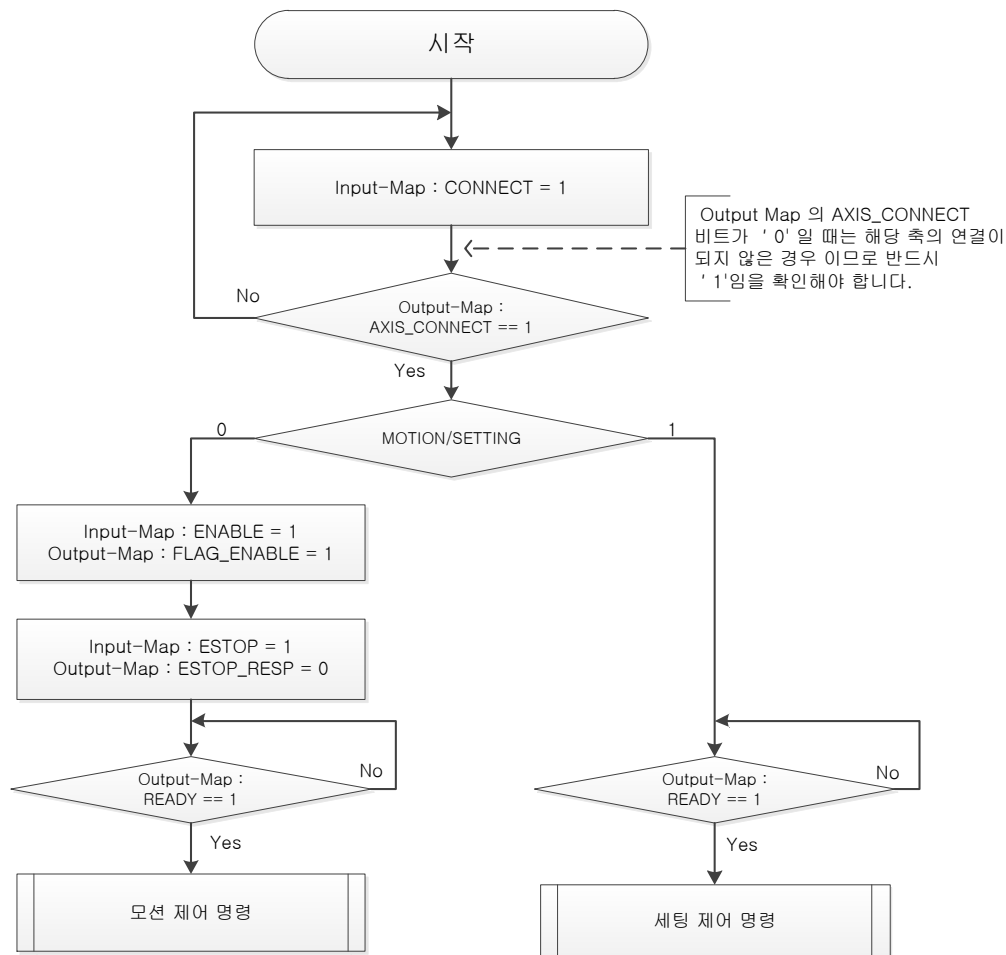 시작
Input-Map : CONNECT = 1
Output Map 의 AXIS_CONNECT
비트가 ' 0' 일 때는 해당 축의 연결이
되지 않은 경우 이므로 반드시
' 1'임을 확인해야 합니다.
No
Output-Map :
AXIS_CONNECT == 1
Yes
0
MOTION/SETTING
1
Input-Map : ENABLE = 1
Output-Map : FLAG_ENABLE = 1
Input-Map : ESTOP = 1
Output-Map : ESTOP_RESP = 0
Output-Map :
READY == 1
No
Yes
모션 제어 명령
Output-Map :
READY == 1
No
Yes
세팅 제어 명령